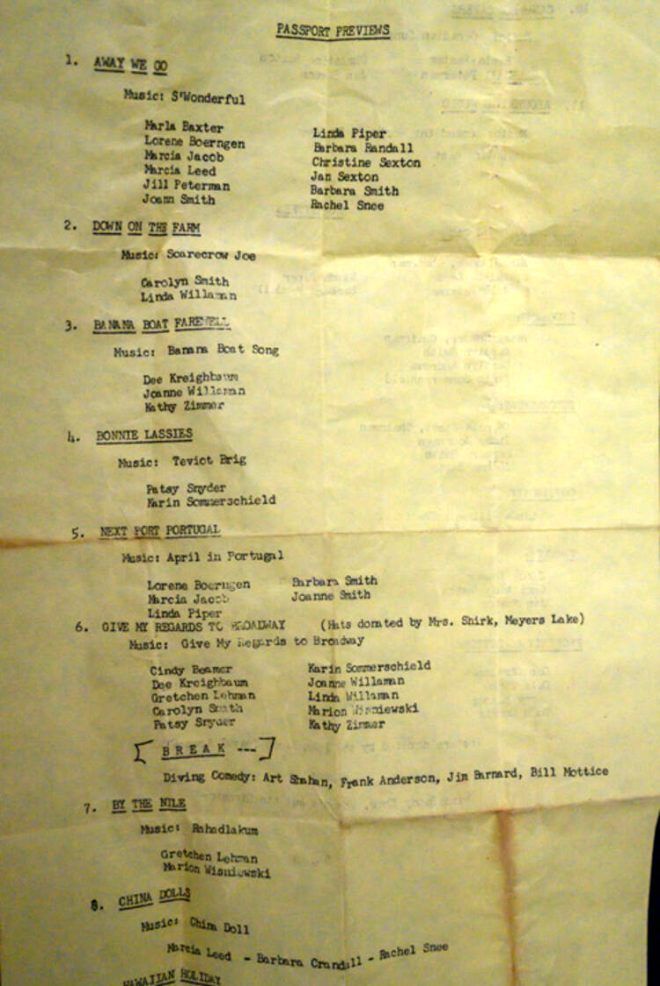 PASSPORT PREVIEWS
1. AWAY WE GO
Music: S'Wonderful
Marla Baxter Linda Piper
Lorene Boerngen Barbara Randall
Marcia Jacob Christine Sexton
Marcia Leed Jan Sexton
Jill Peterman Barbara Smith
Joann Smith Rachel Snee
2. DOWN ON THE FARM
Music: Scarecrow Joe
Carolyn Smith
Linda Willaman
3. BANANA BOAT FAREWELL
Music: Banana Boat Song
Dee Kreighbaum
Joanne Willaman
Kathy Zimmer
4. BONNIE LASSIES
Music: Teviot Brig
Patsy Snyder
Karin Sommerschield
5. NEXT PORT PORTUGAL
Music: April in Portugal
Lorene Boerngen Barbara Smith
Marcia Jacob Joanne Smith
Linda Piper
6. GIVE MY REGARDS TO BROADWAY (Hats donated by Mrs. Shirk, Meyers Lake)
Music: Give My Regards to Broadway
Cindy Beamer Karin Sommerschield
Dee Kreighbaum Joanne Willaman
Gretchen Lehman Linda Willaman
Carolyn Smith Marion Wisniewski
Patsy Snyder Kathy Zimmer
[ BREAK --- ]
Diving Comedy: Art Shahan, Frank Anderson, Jim Barnard, Bill Mottice
7. BY THE NILE
Music: Rahadlakum
Gretchen Lehman
Marion Wisniewski
8. CHINA DOLLS
Music: China Doll
Marcia Leed - Barbara Crandall - Rachel Snee
HAWAIIAN HOLIDAY